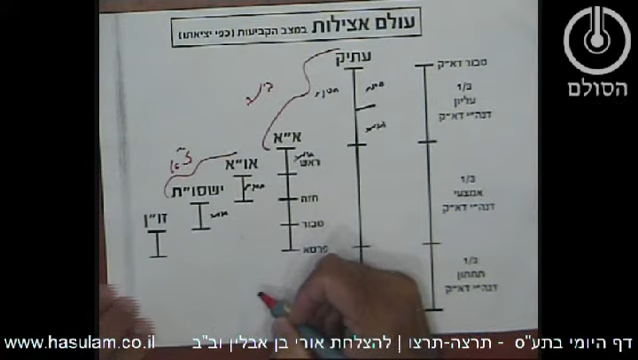 עולם אצילות במצב הקביעות (כפי יציאתו)
הסולם
עתיק
טבור דא"ק
1/3
עליון
דנה"י דא"ק
א"א
ראש
חזה
טבור
פרסא
או"א
ישסו"ת
זו"ן
1/3
אמצעי
דנה"י דא"ק
1/3
תחתון
דנה"י דא"ק
www.hasulam.co.il דף היומי בתע"ס - תרצה-תרצו | להצלחת אורי בן אבלין וב"ב